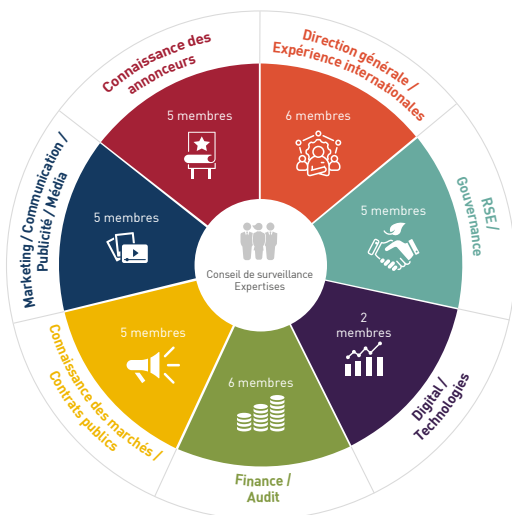 Connaissance des
annonceurs
5 membres
Direction générale /
Expérience internationales
6 membres
RSE /
Gouvernance
5 membres
Digital /
Technologies
2
membres
Finance /
Audit
6 membres
Connaissance des marchés /
Contrats publics
5 membres
Marketing / Communication /
Publicité / Média
5 membres
Conseil de surveillance
Expertises